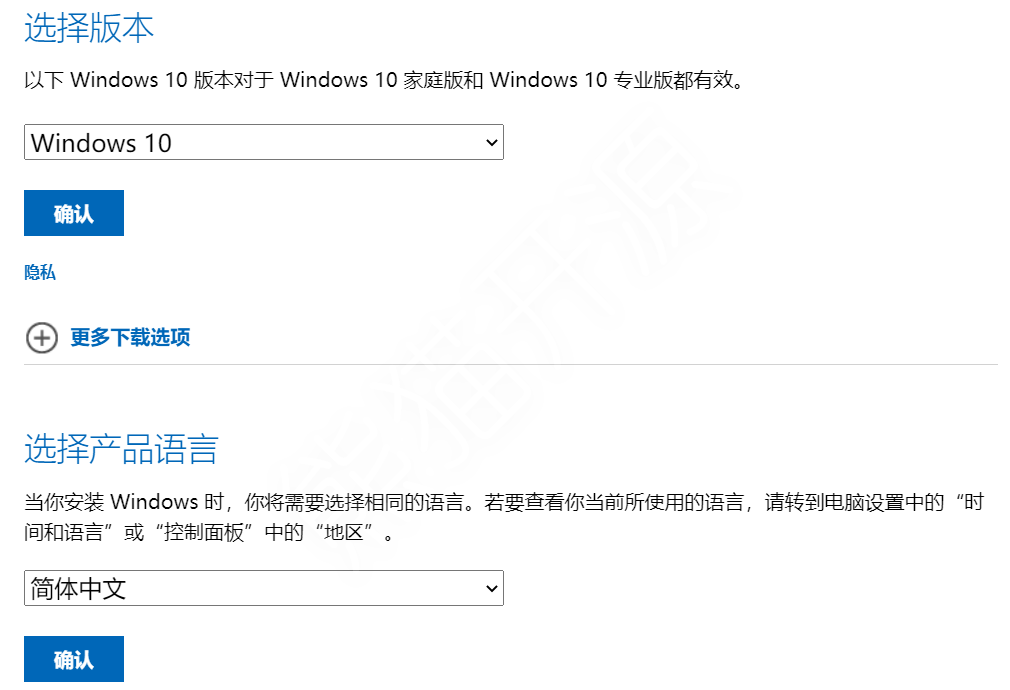 选择版本
以下 Windows 10 版本对于 Windows 10 家庭版和 Windows 10 专业版都有效。
Windows 10
确认
隐私
更多下载选项
选择产品语言
当你安装 Windows 时，你将需要选择相同的语言。若要查看你当前所使用的语言，请转到电脑设置中的“时
间和语言”或“控制面板”中的“地区”。
简体中文
确认
熊猫开源